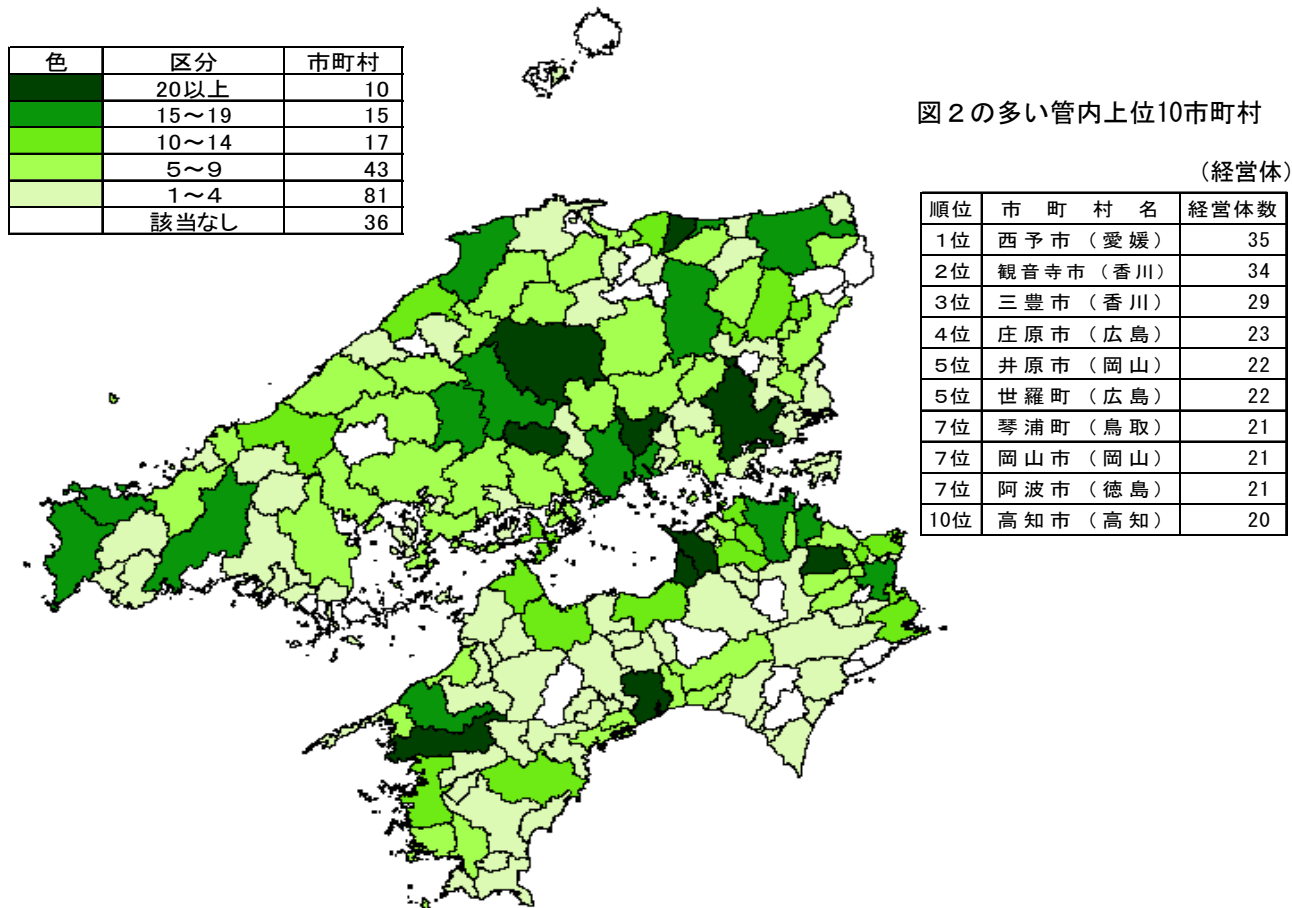 色 区分 市町村
20以上 10
15～19 15
10～14 17
5～9 43
1～4 81
該当なし 36
図２の多い管内上位10市町村
（経営体）
順位 市町村名 経営体数
1位 西予市（愛媛） 35
2位 観音寺市（香川） 34
3位 三豊市（香川） 29
4位 庄原市（広島） 23
5位 井原市（岡山） 22
5位 世羅町（広島） 22
7位 琴浦町（鳥取） 21
7位 岡山市（岡山） 21
7位 阿波市（徳島） 21
10位 高知市（高知） 20